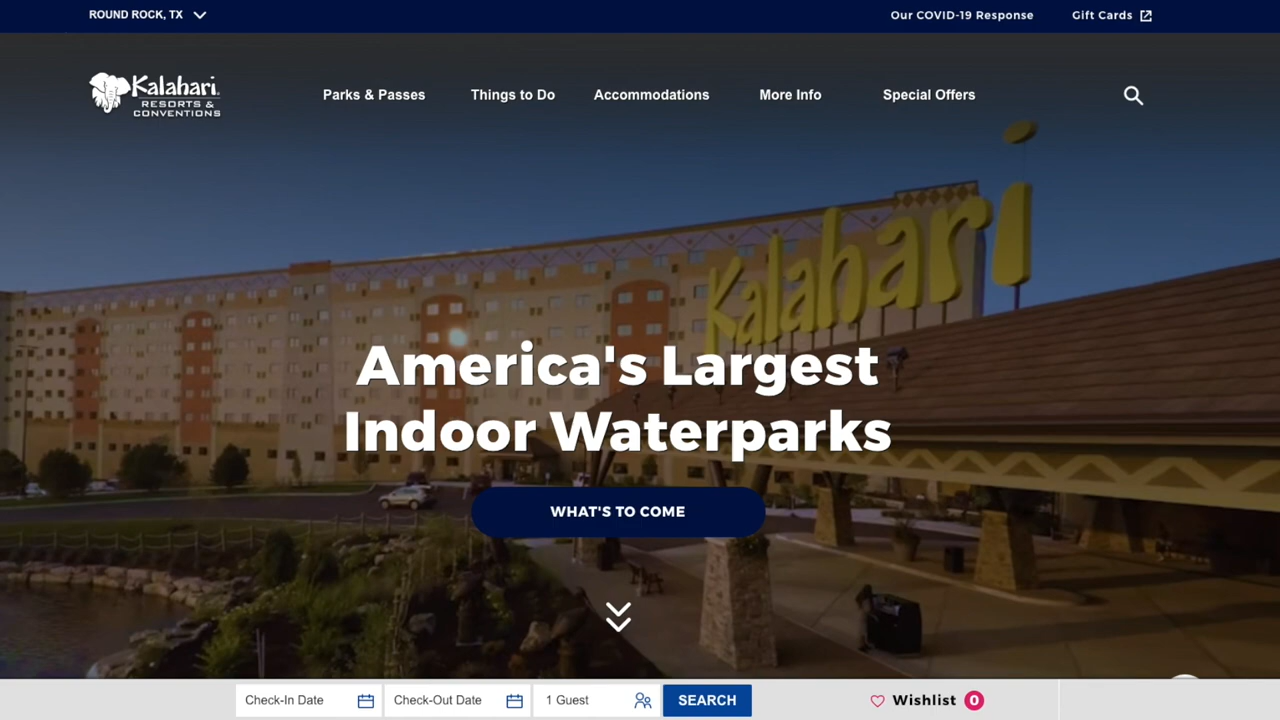 ROUND ROCK, TX
Our COVID-19 Response
Gift Cards
Kalahari
RESORTS &
CONVENTIONS
Parks & Passes
Things to Do
Accommodations
More Info
Special Offers
Kalahari
America's Largest
Indoor Waterparks
WHAT'S TO COME
Check-In Date
Check-Out Date
1 Guest
SEARCH
Wishlist 0